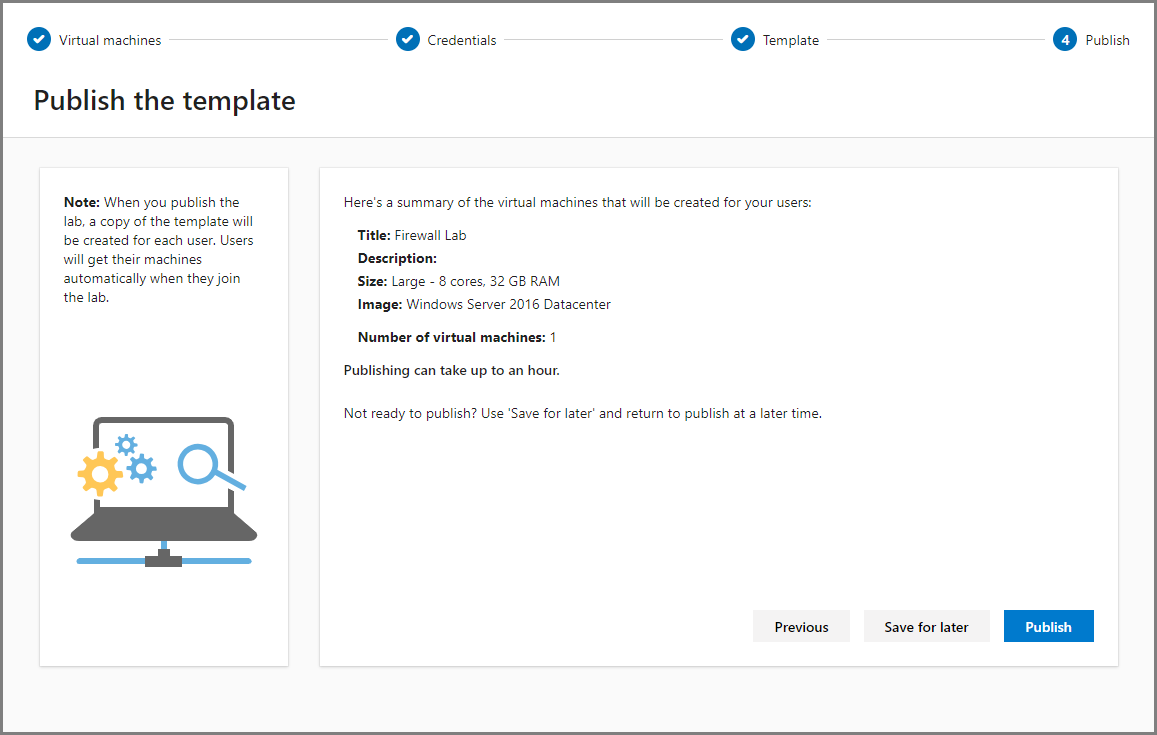 Virtual machines
Credentials
Template
4 Publish
Publish the template
Note: When you publish the
lab, a copy of the template will
be created for each user. Users
will get their machines
automatically when they join
the lab.
Here's a summary of the virtual machines that will be created for your users:
Title: Firewall Lab
Description:
Size: Large - 8 cores, 32 GB RAM
Image: Windows Server 2016 Datacenter
Number of virtual machines: 1
Publishing can take up to an hour.
Not ready to publish? Use 'Save for later' and return to publish at a later time.
Previous
Save for later
Publish